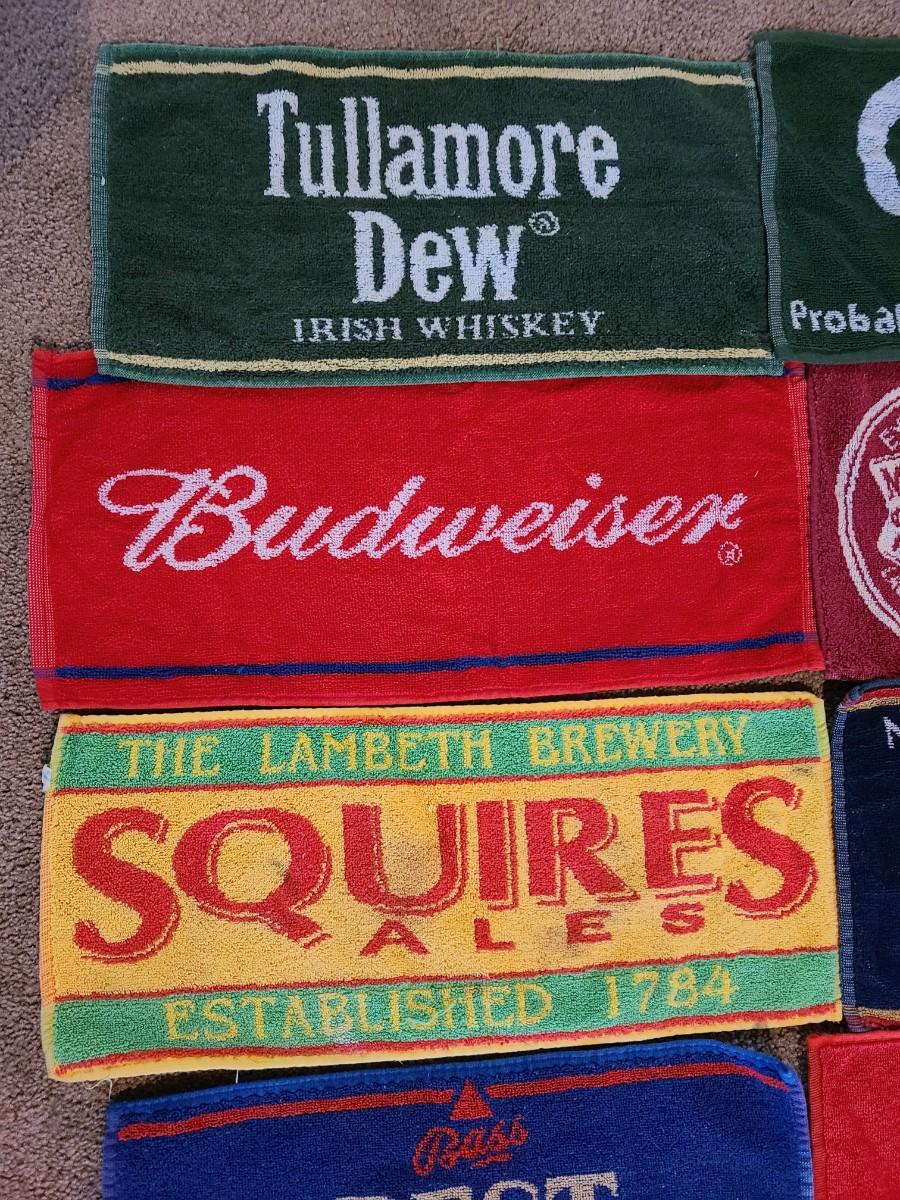 Tullamore
Dew®
IRISH WHISKEY
Budweiser
®
THE LAMBETH BREWERY
SQUIRES
ALES
ESTABLISHED 1784
Bass